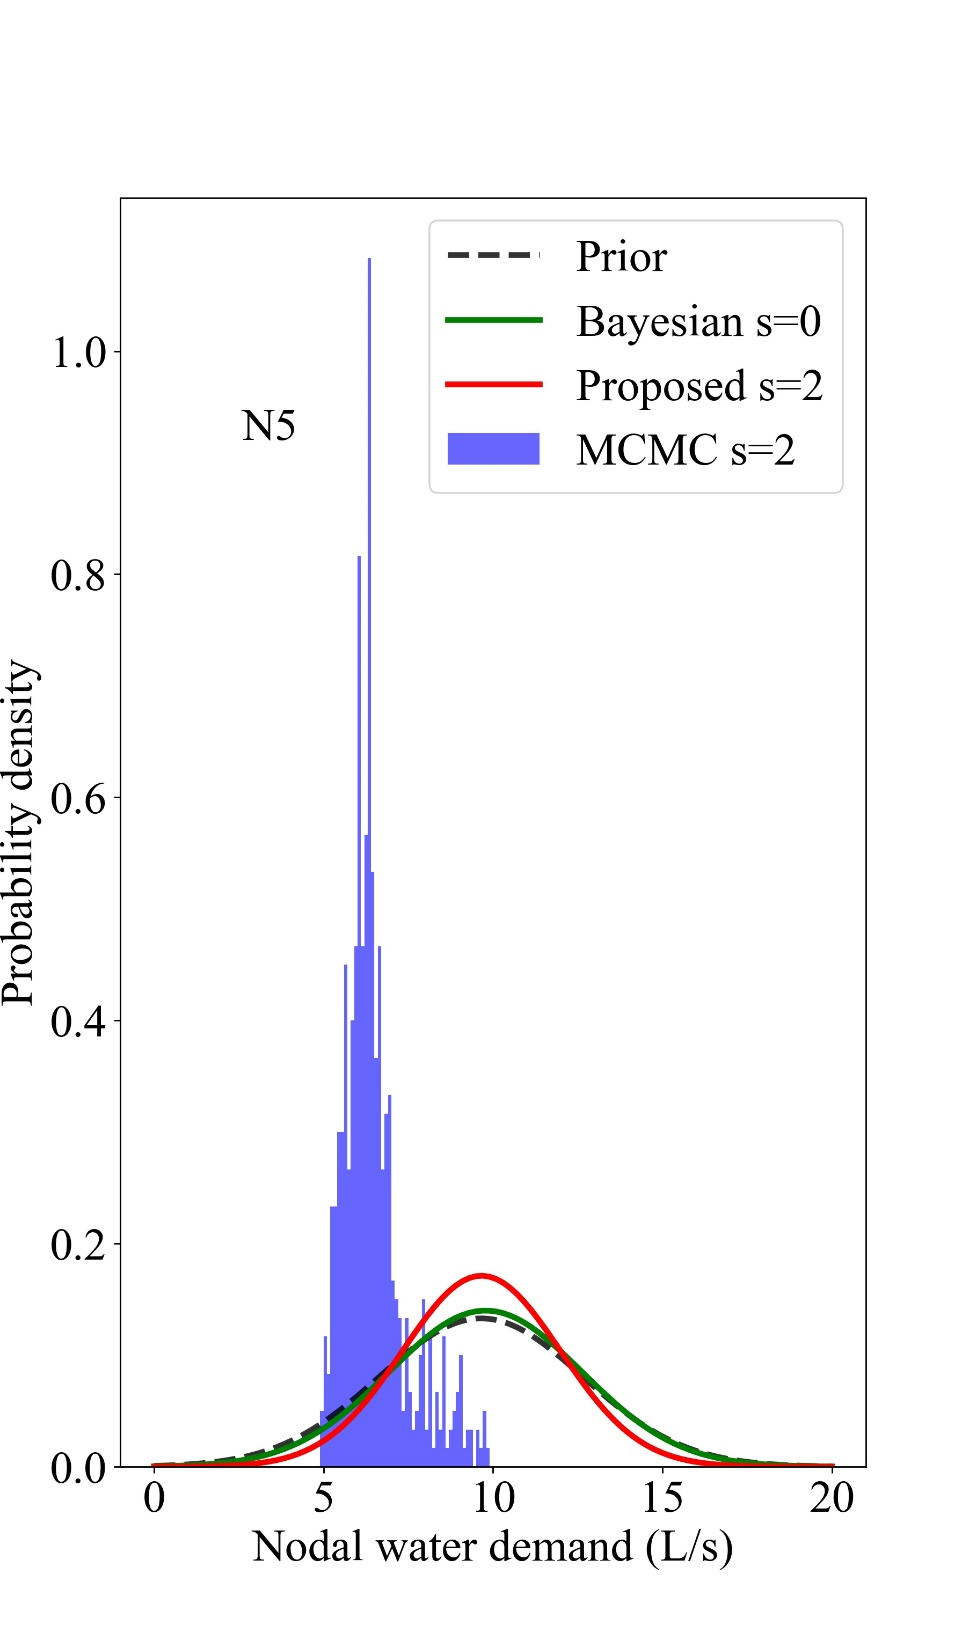 Prior
Bayesian s=0
Proposed s=2
MCMC s=2
N5
1.0
0.8
0.6
0.4
0.2
0.0
Probability density
0 5 10 15 20
Nodal water demand (L/s)